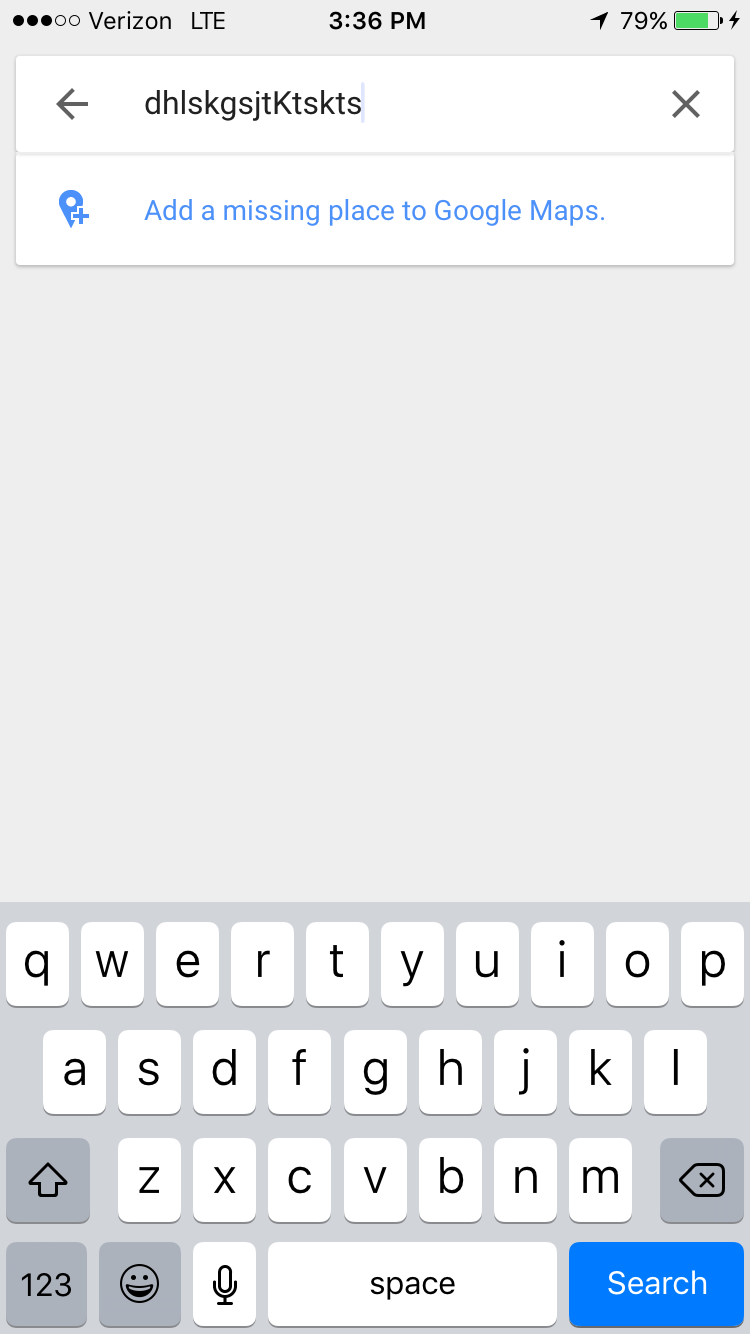 Verizon LTE 3:36 PM 79%
dhlskgsjtKtskts
Add a missing place to Google Maps.
q w e r t y u i o p
a s d f g h j k l
z x c v b n m
123 space Search